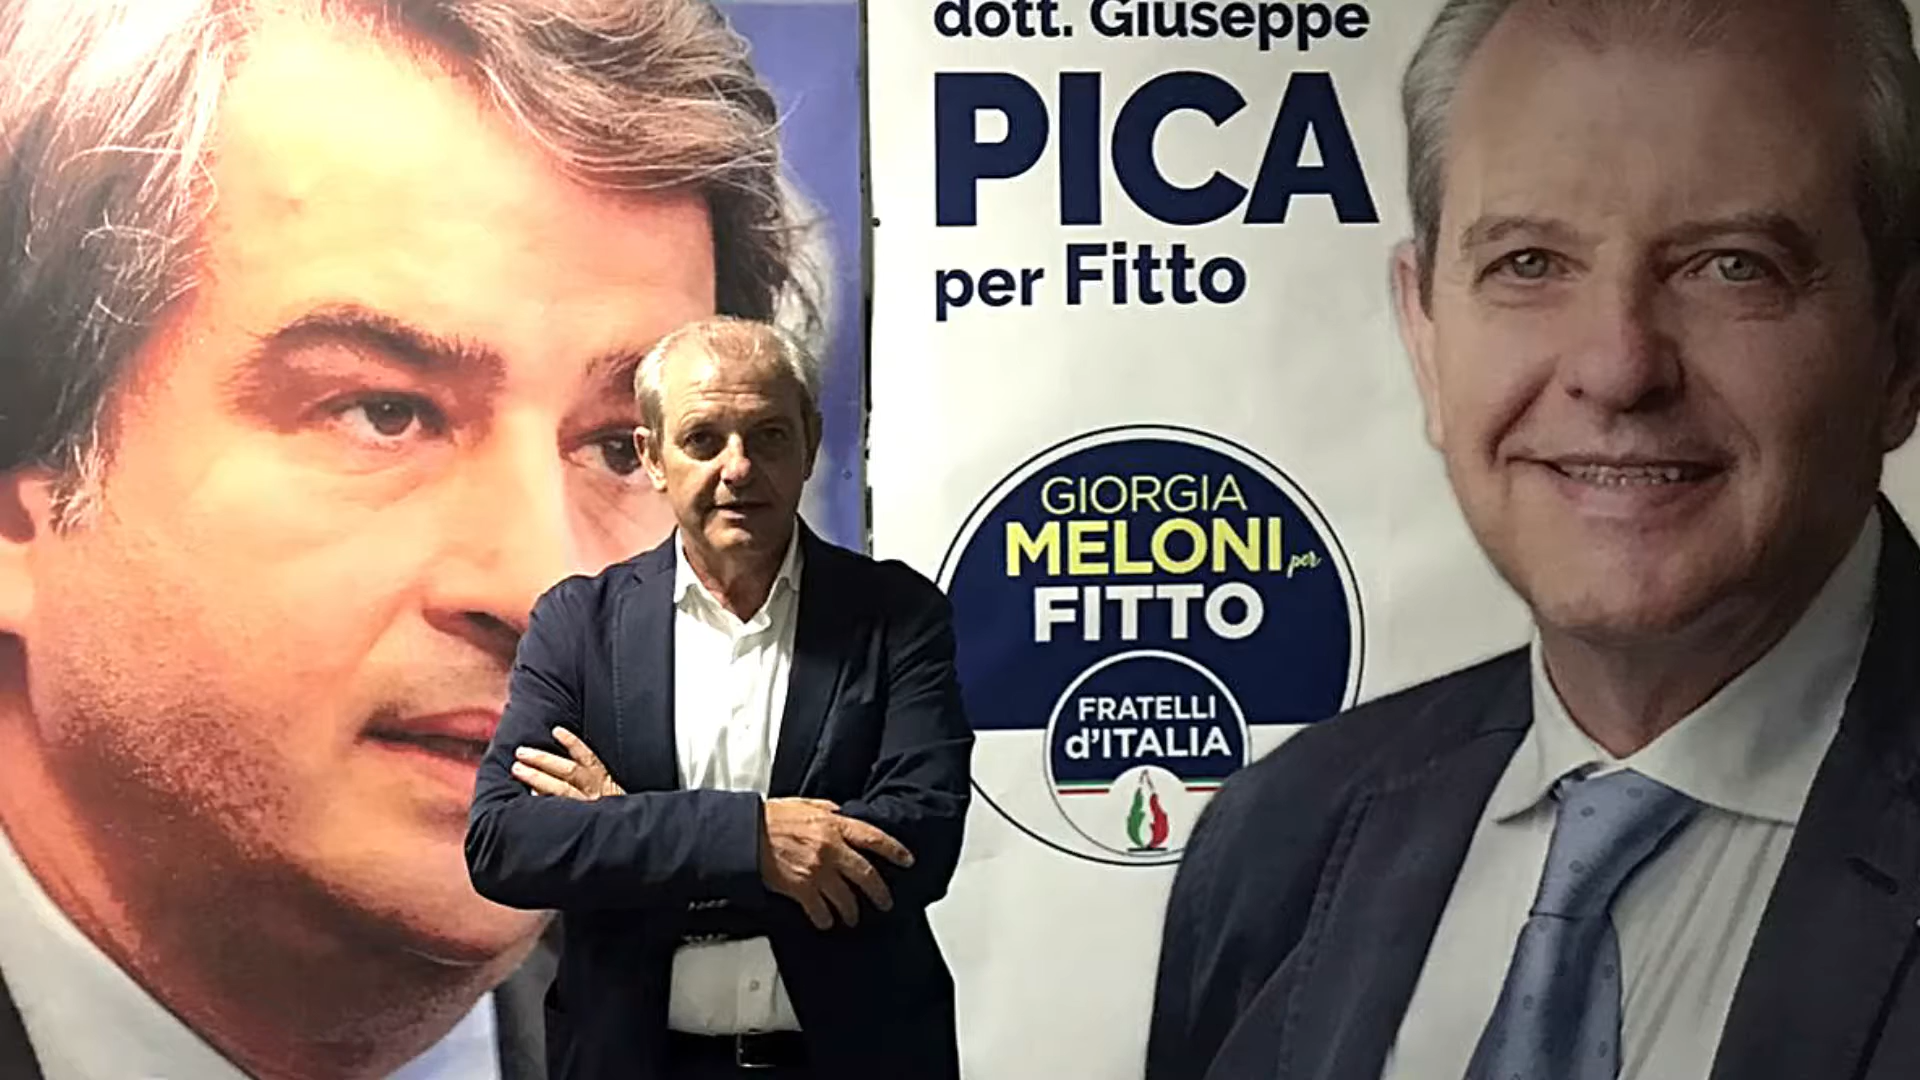 dott. Giuseppe
PICA
per Fitto
GIORGIA
MELONI per
FITTO
FRATELLI
d'ITALIA